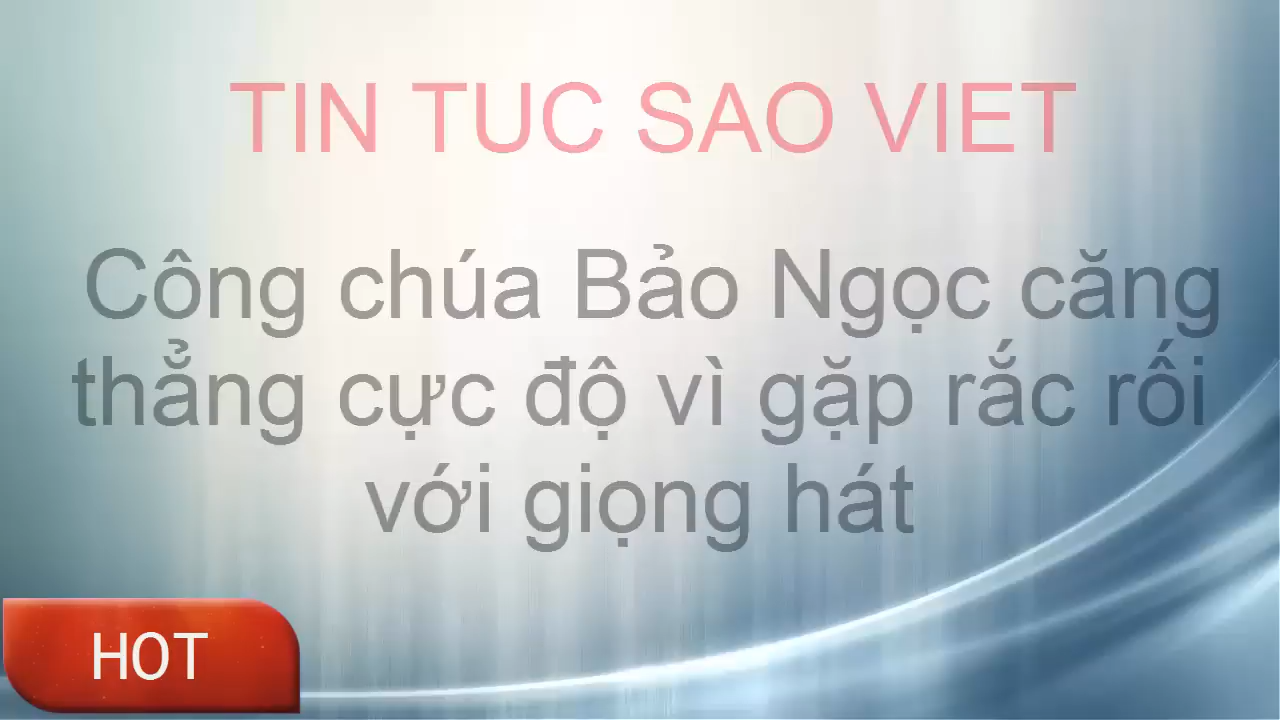 TIN TUC SAO VIET
Công chúa Bảo Ngọc căng
thẳng cực độ vì gặp rắc rối
với giọng hát
HOT